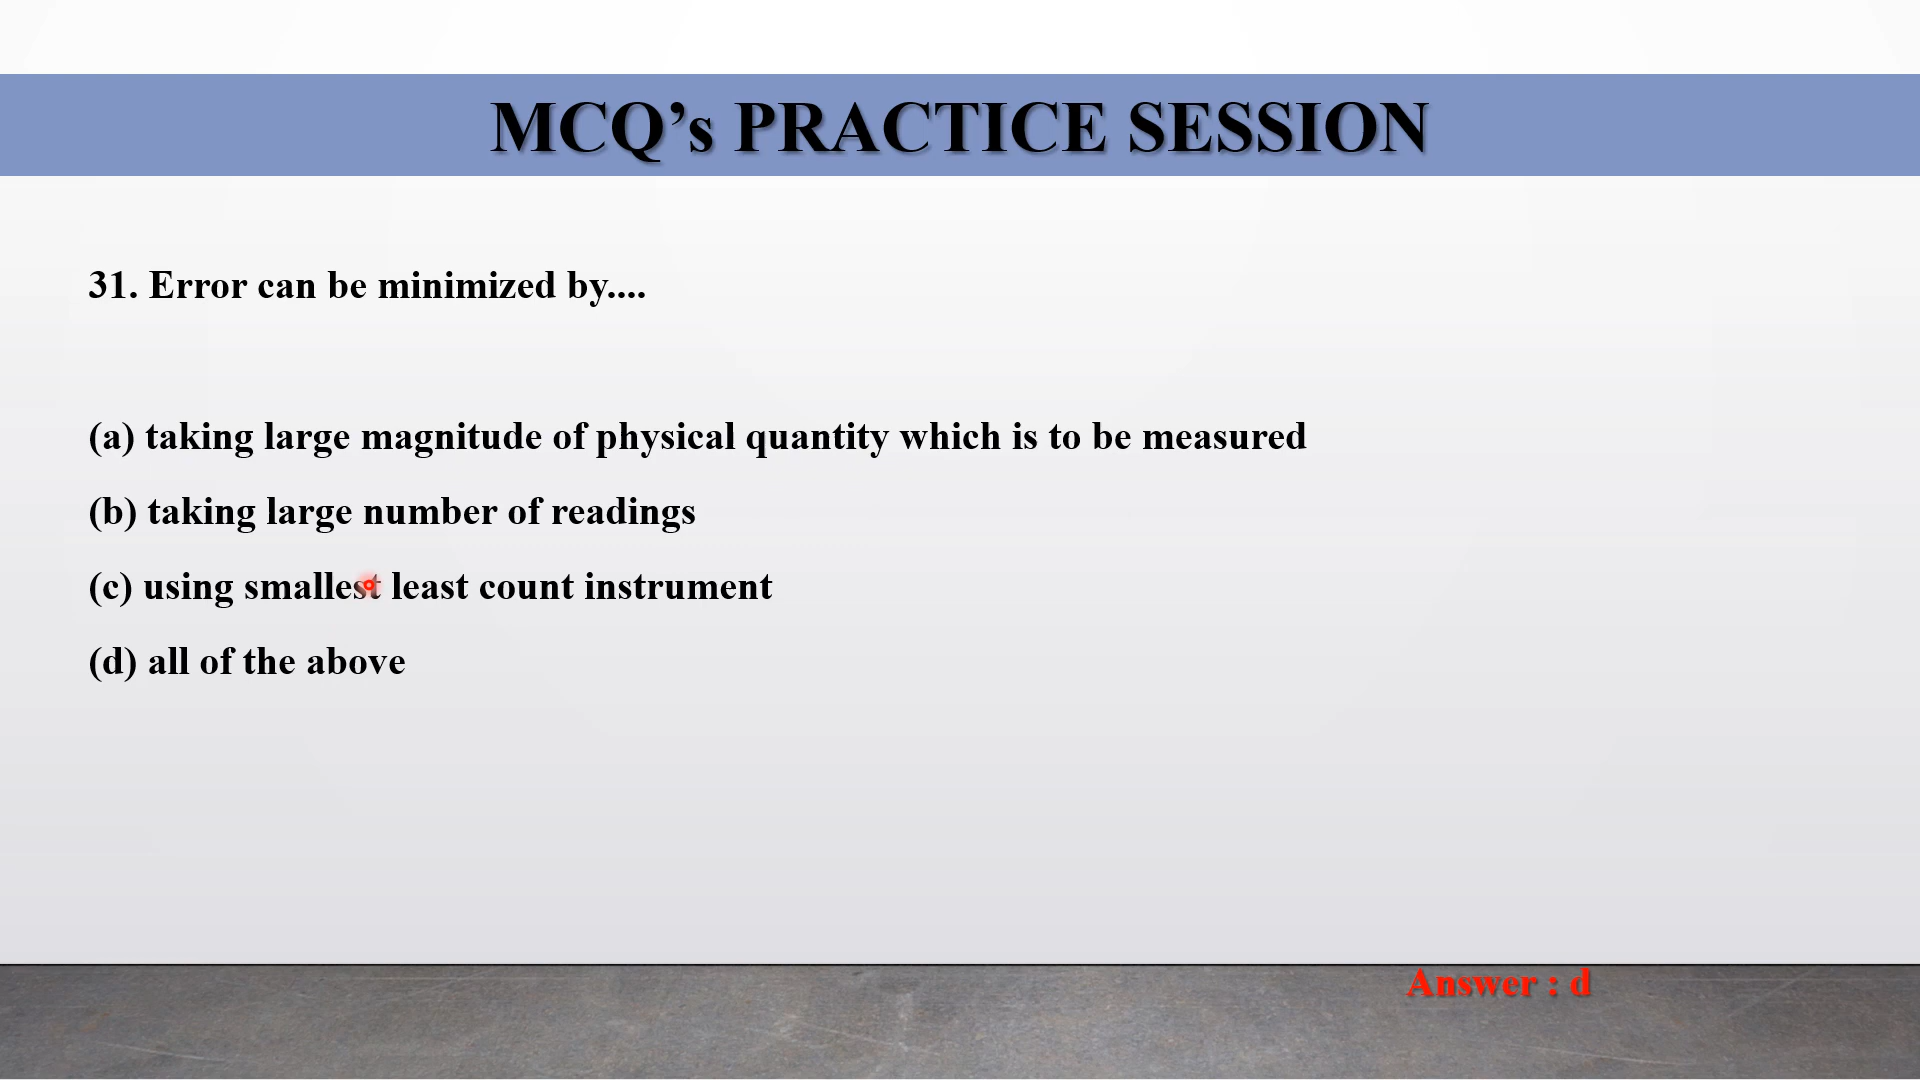 MCQ’s PRACTICE SESSION
31. Error can be minimized by....
(a) taking large magnitude of physical quantity which is to be measured
(b) taking large number of readings
(c) using smallest least count instrument
(d) all of the above
Answer : d